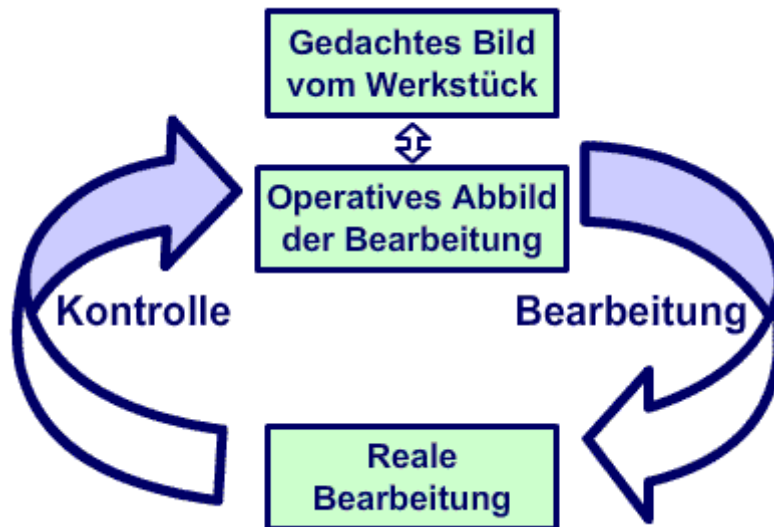 Gedachtes Bild
vom Werkstück
Operatives Abbild
der Bearbeitung
Kontrolle
Bearbeitung
Reale
Bearbeitung